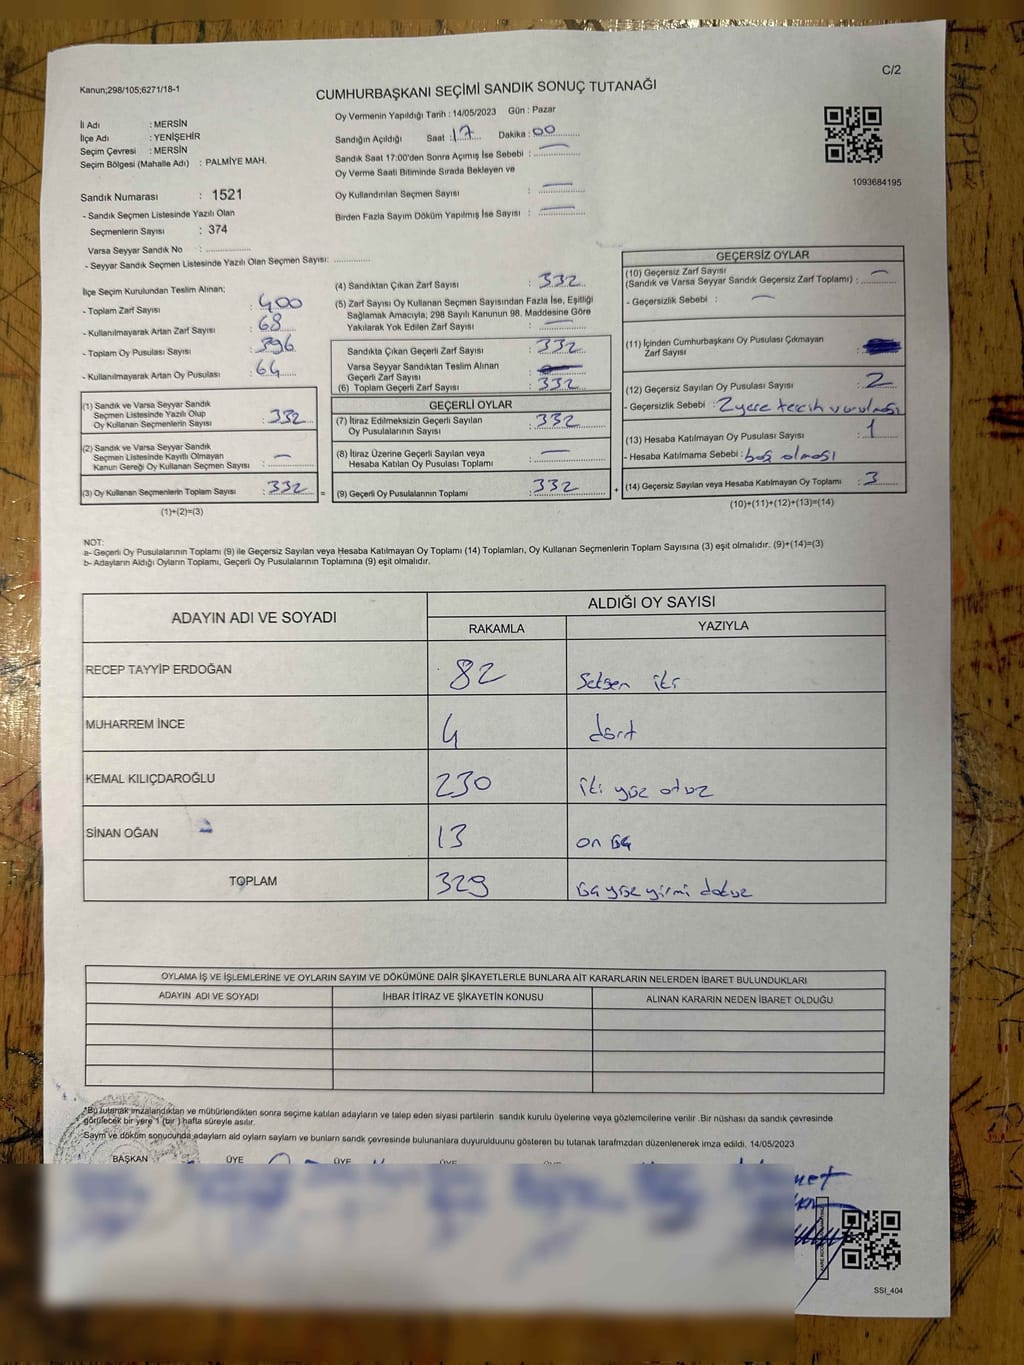 C/2
Kanun;298/105;6271/18-1
CUMHURBAŞKANI SEÇİMİ SANDIK SONUÇ TUTANAĞI
İl Adı : MERSİN
İlçe Adı : YENİŞEHİR
Seçim Çevresi : MERSİN
Seçim Bölgesi (Mahalle Adı) : PALMİYE MAH.
Sandık Numarası : 1521
- Sandık Seçmen Listesinde Yazılı Olan
Seçmenlerin Sayısı : 374
Varsa Seyyar Sandık No :
- Seyyar Sandık Seçmen Listesinde Yazılı Olan Seçmen Sayısı:
Oy Vermenin Yapıldığı Tarih : 14/05/2023 Gün : Pazar
Sandığın Açıldığı Saat : 17 Dakika : 00
Sandık Saat 17:00'den Sonra Açımış İse Sebebi : —
Oy Verme Saati Bitiminde Sırada Bekleyen ve
Oy Kullandırılan Seçmen Sayısı : —
Birden Fazla Sayım Döküm Yapılmış İse Sayısı : —
1093684195
İlçe Seçim Kurulundan Teslim Alınan;
- Toplam Zarf Sayısı : 400
- Kullanılmayarak Artan Zarf Sayısı : 68
- Toplam Oy Pusulası Sayısı : 396
- Kullanılmayarak Artan Oy Pusulası : 64
(1) Sandık ve Varsa Seyyar Sandık
Seçmen Listesinde Yazılı Olup
Oy Kullanan Seçmenlerin Sayısı : 332
(2) Sandık ve Varsa Seyyar Sandık
Seçmen Listesinde Kayıtlı Olmayan
Kanun Gereği Oy Kullanan Seçmen Sayısı : —
(3) Oy Kullanan Seçmenlerin Toplam Sayısı : 332 =
(1)+(2)=(3)
(4) Sandıktan Çıkan Zarf Sayısı : 332
(5) Zarf Sayısı Oy Kullanan Seçmen Sayısından Fazla İse, Eşitliği
Sağlamak Amacıyla; 298 Sayılı Kanunun 98. Maddesine Göre
Yakılarak Yok Edilen Zarf Sayısı : —
Sandıkta Çıkan Geçerli Zarf Sayısı : 332
Varsa Seyyar Sandıktan Teslim Alınan
Geçerli Zarf Sayısı :
(6) Toplam Geçerli Zarf Sayısı : 332
GEÇERLİ OYLAR
(7) İtiraz Edilmeksizin Geçerli Sayılan
Oy Pusulalarının Sayısı : 332
(8) İtiraz Üzerine Geçerli Sayılan veya
Hesaba Katılan Oy Pusulası Toplamı : —
(9) Geçerli Oy Pusulalarının Toplamı : 332 +
GEÇERSİZ OYLAR
(10) Geçersiz Zarf Sayısı
(Sandık ve Varsa Seyyar Sandık Geçersiz Zarf Toplamı) : —
- Geçersizlik Sebebi : —
(11) İçinden Cumhurbaşkanı Oy Pusulası Çıkmayan
Zarf Sayısı :
(12) Geçersiz Sayılan Oy Pusulası Sayısı : 2
- Geçersizlik Sebebi : 2 yere tercih vurulması
(13) Hesaba Katılmayan Oy Pusulası Sayısı : 1
- Hesaba Katılmama Sebebi : boş olması
(14) Geçersiz Sayılan veya Hesaba Katılmayan Oy Toplamı : 3
(10)+(11)+(12)+(13)=(14)
NOT:
a- Geçerli Oy Pusulalarının Toplamı (9) ile Geçersiz Sayılan veya Hesaba Katılmayan Oy Toplamı (14) Toplamları, Oy Kullanan Seçmenlerin Toplam Sayısına (3) eşit olmalıdır. (9)+(14)=(3)
b- Adayların Aldığı Oyların Toplamı, Geçerli Oy Pusulalarının Toplamına (9) eşit olmalıdır.
ADAYIN ADI VE SOYADI ALDIĞI OY SAYISI
RAKAMLA YAZIYLA
RECEP TAYYİP ERDOĞAN 82 Seksen iki
MUHARREM İNCE 4 dört
KEMAL KILIÇDAROĞLU 230 iki yüz otuz
SİNAN OĞAN 13 on üç
TOPLAM 329 üç yüz yirmi dokuz
OYLAMA İŞ VE İŞLEMLERİNE VE OYLARIN SAYIM VE DÖKÜMÜNE DAİR ŞİKAYETLERLE BUNLARA AİT KARARLARIN NELERDEN İBARET BULUNDUKLARI
ADAYIN ADI VE SOYADI İHBAR İTİRAZ VE ŞİKAYETİN KONUSU ALINAN KARARIN NEDEN İBARET OLDUĞU
*Bu tutanak imzalandıktan ve mühürlendikten sonra seçime katılan adayların ve talep eden siyasi partilerin sandık kurulu üyelerine veya gözlemcilerine verilir .Bir nüshası da sandık çevresinde
görülecek bir yere 1 (bir ) hafta süreyle asılır.
Sayım ve döküm sonucunda adayların ald oyların sayları ve bunların sandık çevresinde bulunanlara duyurulduunu gösteren bu tutanak tarafmzdan düzenlenerek imza edildi. 14/05/2023
BAŞKAN ÜYE ÜYE ÜYE
SSI_404